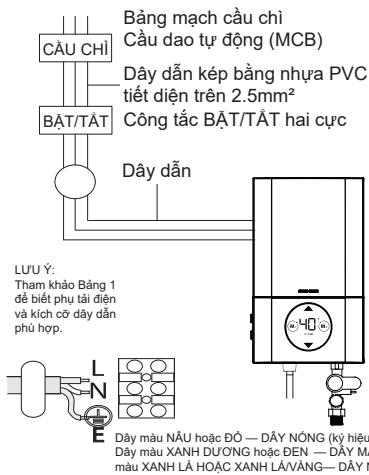 Bảng mạch cầu chì
CẦU CHÌ
Cầu dao tự động (MCB)
Dây dẫn kép bằng nhựa PVC
tiết diện trên 2.5mm²
BẬT/TẮT
Công tắc BẬT/TẮT hai cực
Dây dẫn
LƯU Ý:
Tham khảo Bảng 1
để biết phụ tải điện
và kích cỡ dây dẫn
phù hợp.
40
L
N
E
Dây màu NÂU hoặc ĐỎ — DÂY NÓNG (ký hiệu
Dây màu XANH DƯƠNG hoặc ĐEN — DÂY
màu XANH LÁ HOẶC XANH LÁ/VÀNG— DÂY